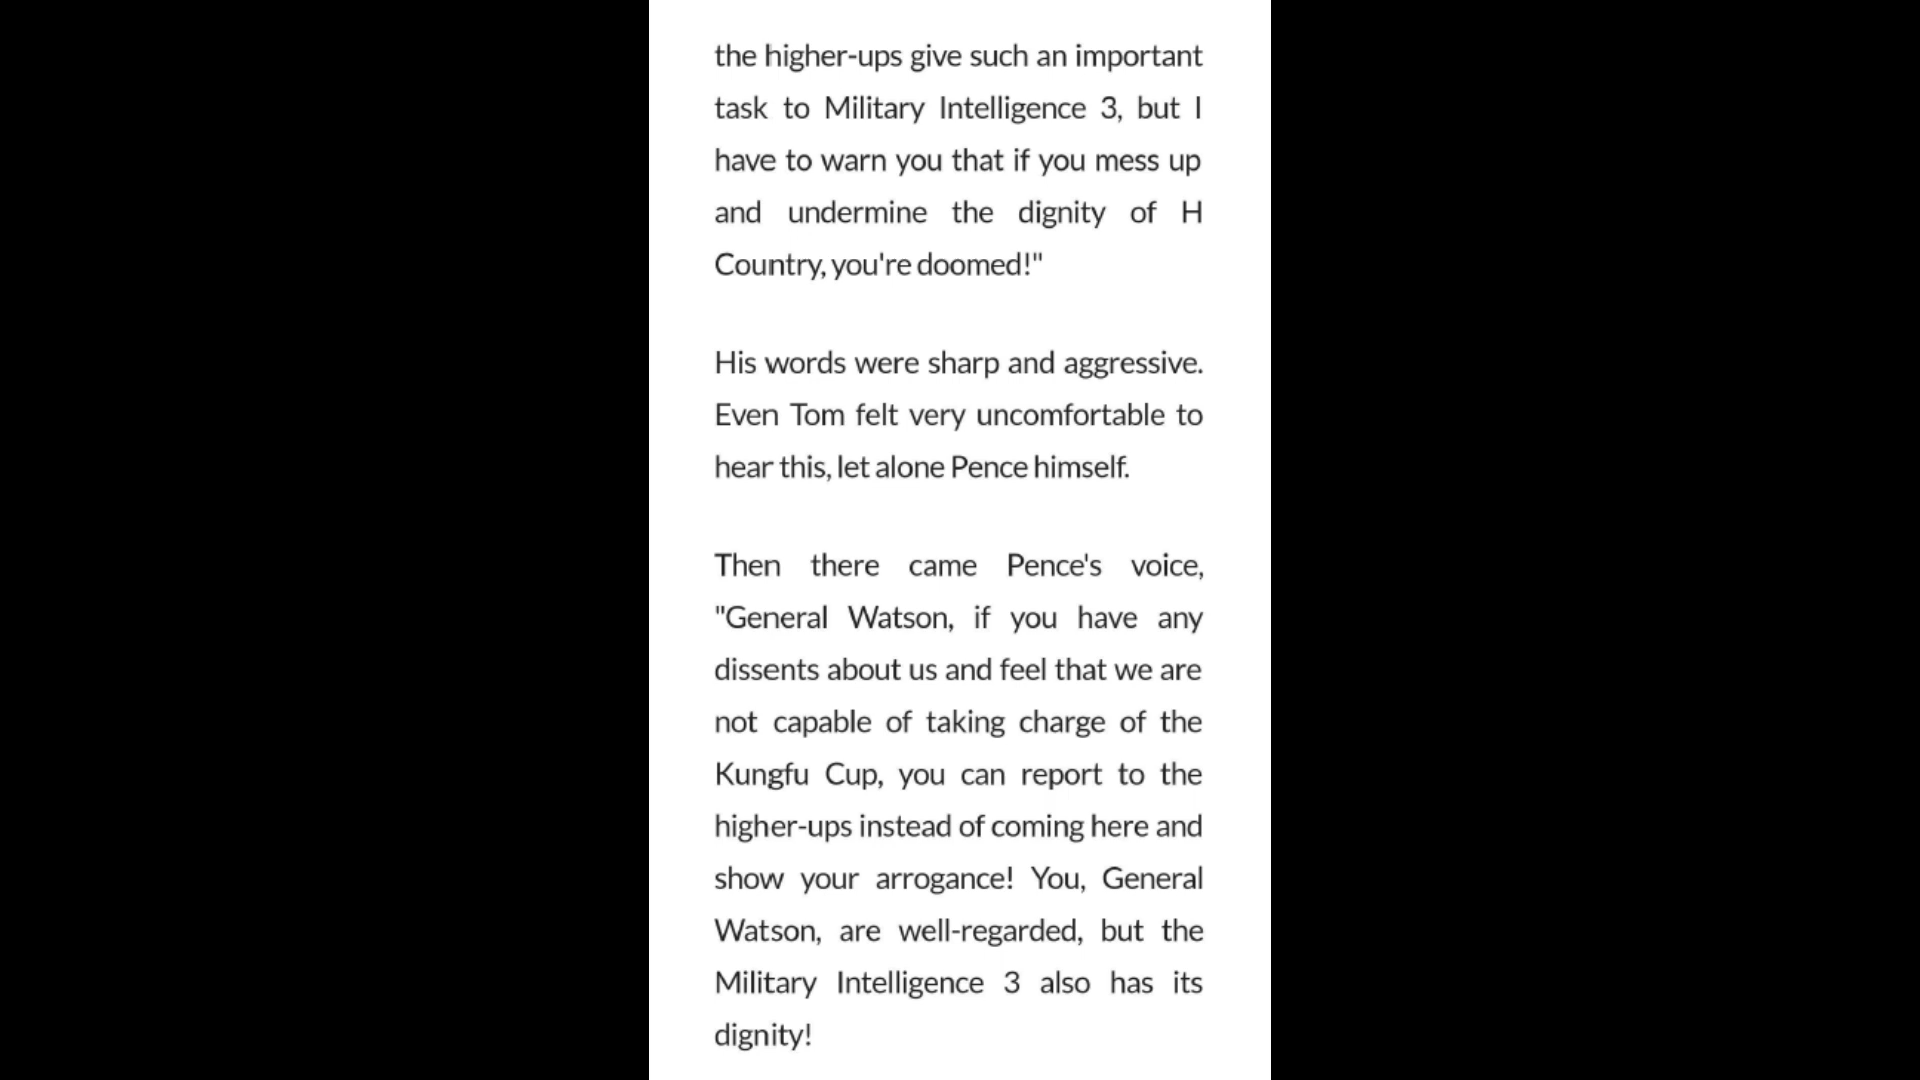 the higher-ups give such an important
task to Military Intelligence 3, but I
have to warn you that if you mess up
and undermine the dignity of H
Country, you're doomed!"
His words were sharp and aggressive.
Even Tom felt very uncomfortable to
hear this, let alone Pence himself.
Then there came Pence's voice,
"General Watson, if you have any
dissents about us and feel that we are
not capable of taking charge of the
Kungfu Cup, you can report to the
higher-ups instead of coming here and
show your arrogance! You, General
Watson, are well-regarded, but the
Military Intelligence 3 also has its
dignity!